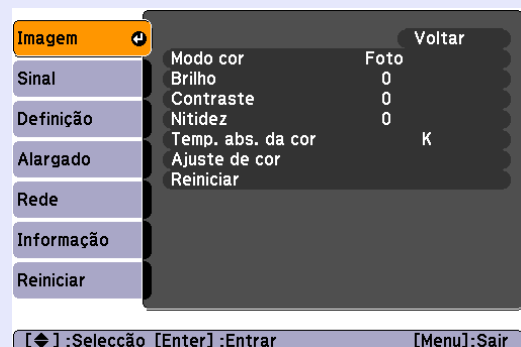 Imagem
Sinal
Definição
Alargado
Rede
Informação
Reiniciar
Voltar
Modo cor Foto
Brilho 0
Contraste 0
Nitidez 0
Temp. abs. da cor K
Ajuste de cor
Reiniciar
[◆] :Selecção [Enter] :Entrar [Menu]:Sair